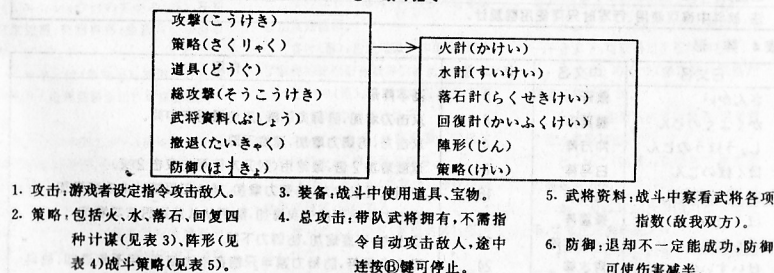 攻撃(こうげき)
策略(さくりゃく)
道具(どうぐ)
総攻撃(そうこうげき)
武将資料(ぶしょう)
撤退(たいきゃく)
防御(ほうぎょ)
火計(かけい)
水計(すいけい)
落石計(らくせきけい)
回復計(かいふくけい)
陣形(じん)
策略(けい)
1. 攻击:游戏者设定指令攻击敌人。
2. 策略:包括火、水、落石、回复四
种计谋(见表3)、阵形(见
表4)战斗策略(见表5)。
3. 装备:战斗中使用道具、宝物。
4. 总攻击:带队武将拥有,不需指
令自动攻击敌人,途中
连按Ⓑ键可停止。
5. 武将资料:战斗中察看武将各项
指数(敌我双方)。
6. 防御:退却不一定能成功,防御
可使伤害减半。